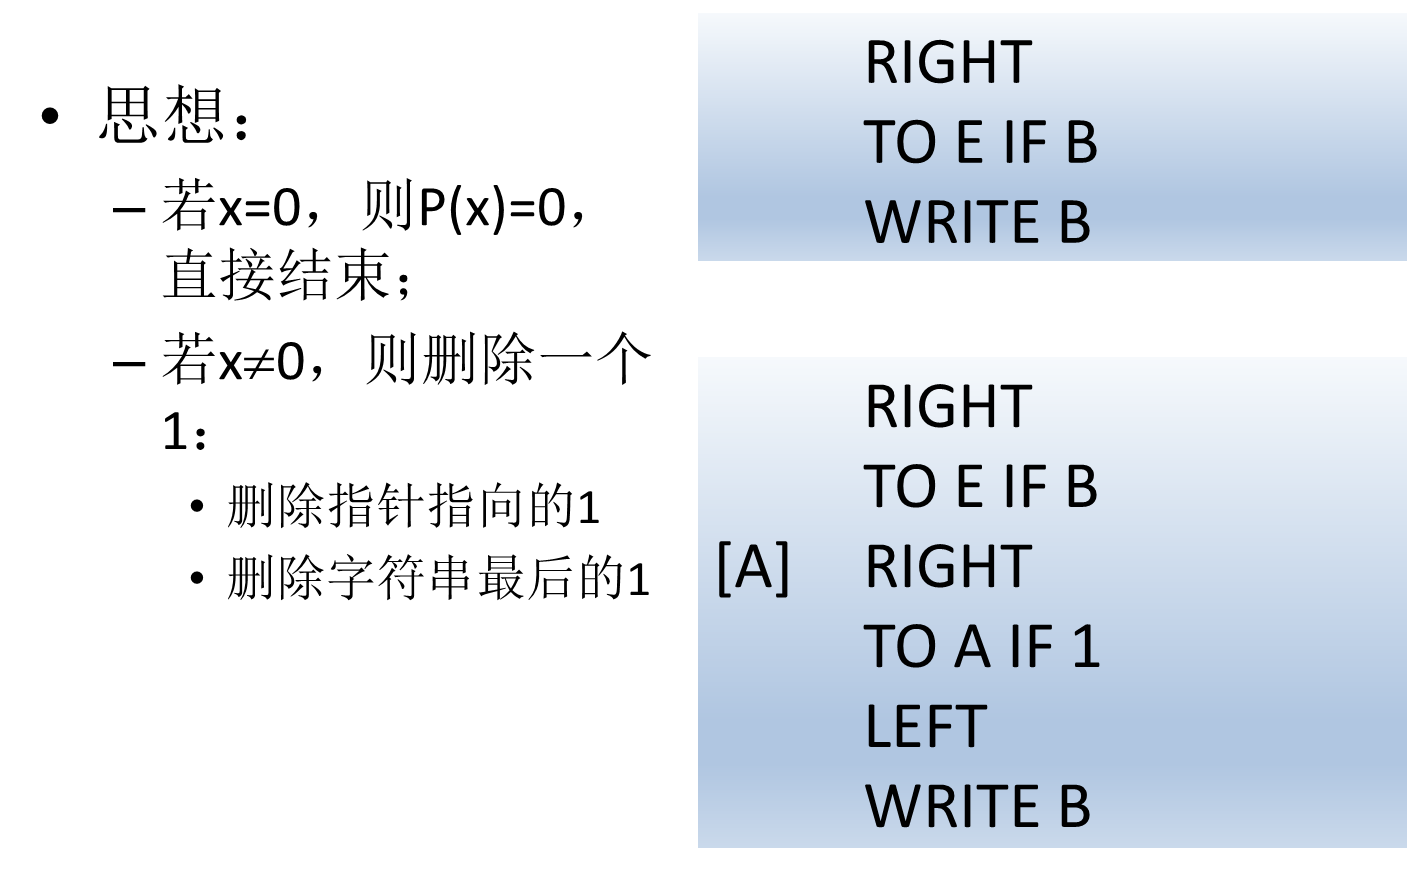 • 思想：
– 若x=0，则P(x)=0，
直接结束；
– 若x≠0，则删除一个
1：
• 删除指针指向的1
• 删除字符串最后的1
RIGHT
TO E IF B
WRITE B
RIGHT
TO E IF B
[A] RIGHT
TO A IF 1
LEFT
WRITE B